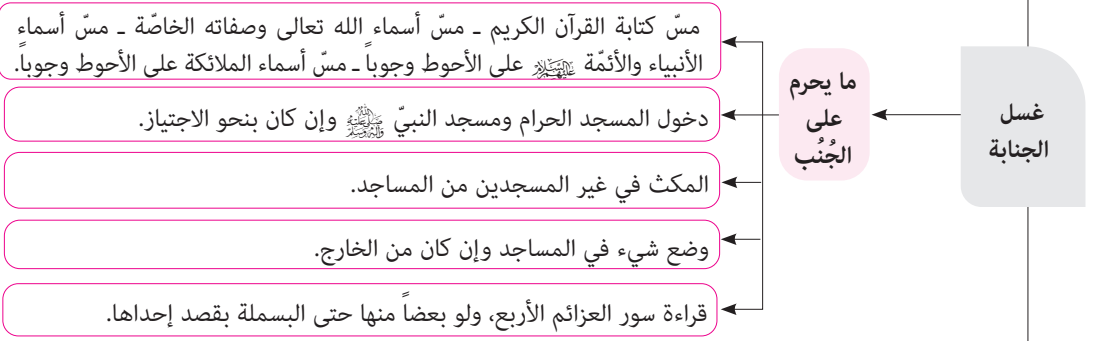 غسل
الجنابة
ما يحرم
على
الجُنُب
مسّ كتابة القرآن الكريم ـ مسّ أسماء الله تعالى وصفاته الخاصّة ـ مسّ أسماء
الأنبياء والأئمّة عليهم السلام على الأحوط وجوباً ـ مسّ أسماء الملائكة على الأحوط وجوباً.
دخول المسجد الحرام ومسجد النبيّ صلى الله عليه وآله وسلم وإن كان بنحو الاجتياز.
المكث في غير المسجدين من المساجد.
وضع شيء في المساجد وإن كان من الخارج.
قراءة سور العزائم الأربع، ولو بعضاً منها حتى البسملة بقصد إحداها.